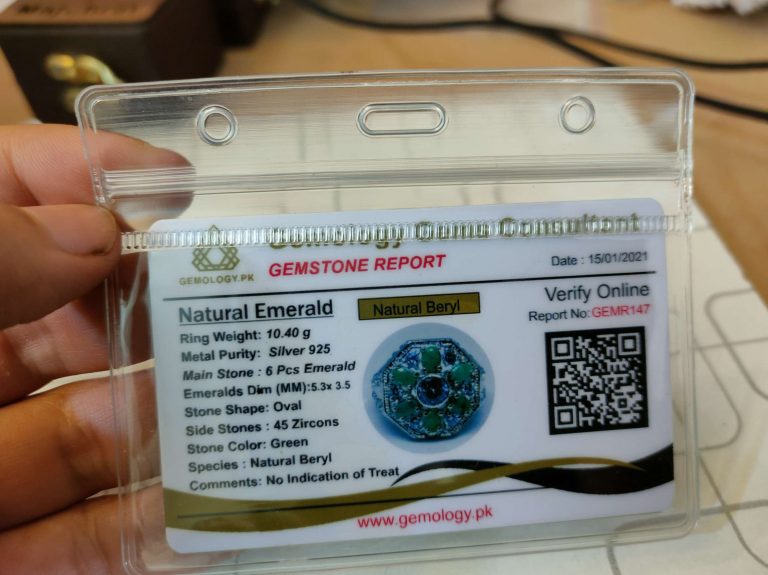 Gemology Gems Consultant
GEMOLOGY.PK
GEMSTONE REPORT
Date : 15/01/2021
Natural Emerald
Natural Beryl
Verify Online
Report No: GEMR147
Ring Weight: 10.40 g
Metal Purity: Silver 925
Main Stone : 6 Pcs Emerald
Emeralds Dim (MM):5.3x 3.5
Stone Shape: Oval
Side Stones : 45 Zircons
Stone Color: Green
Species : Natural Beryl
Comments: No Indication of Treat
www.gemology.pk